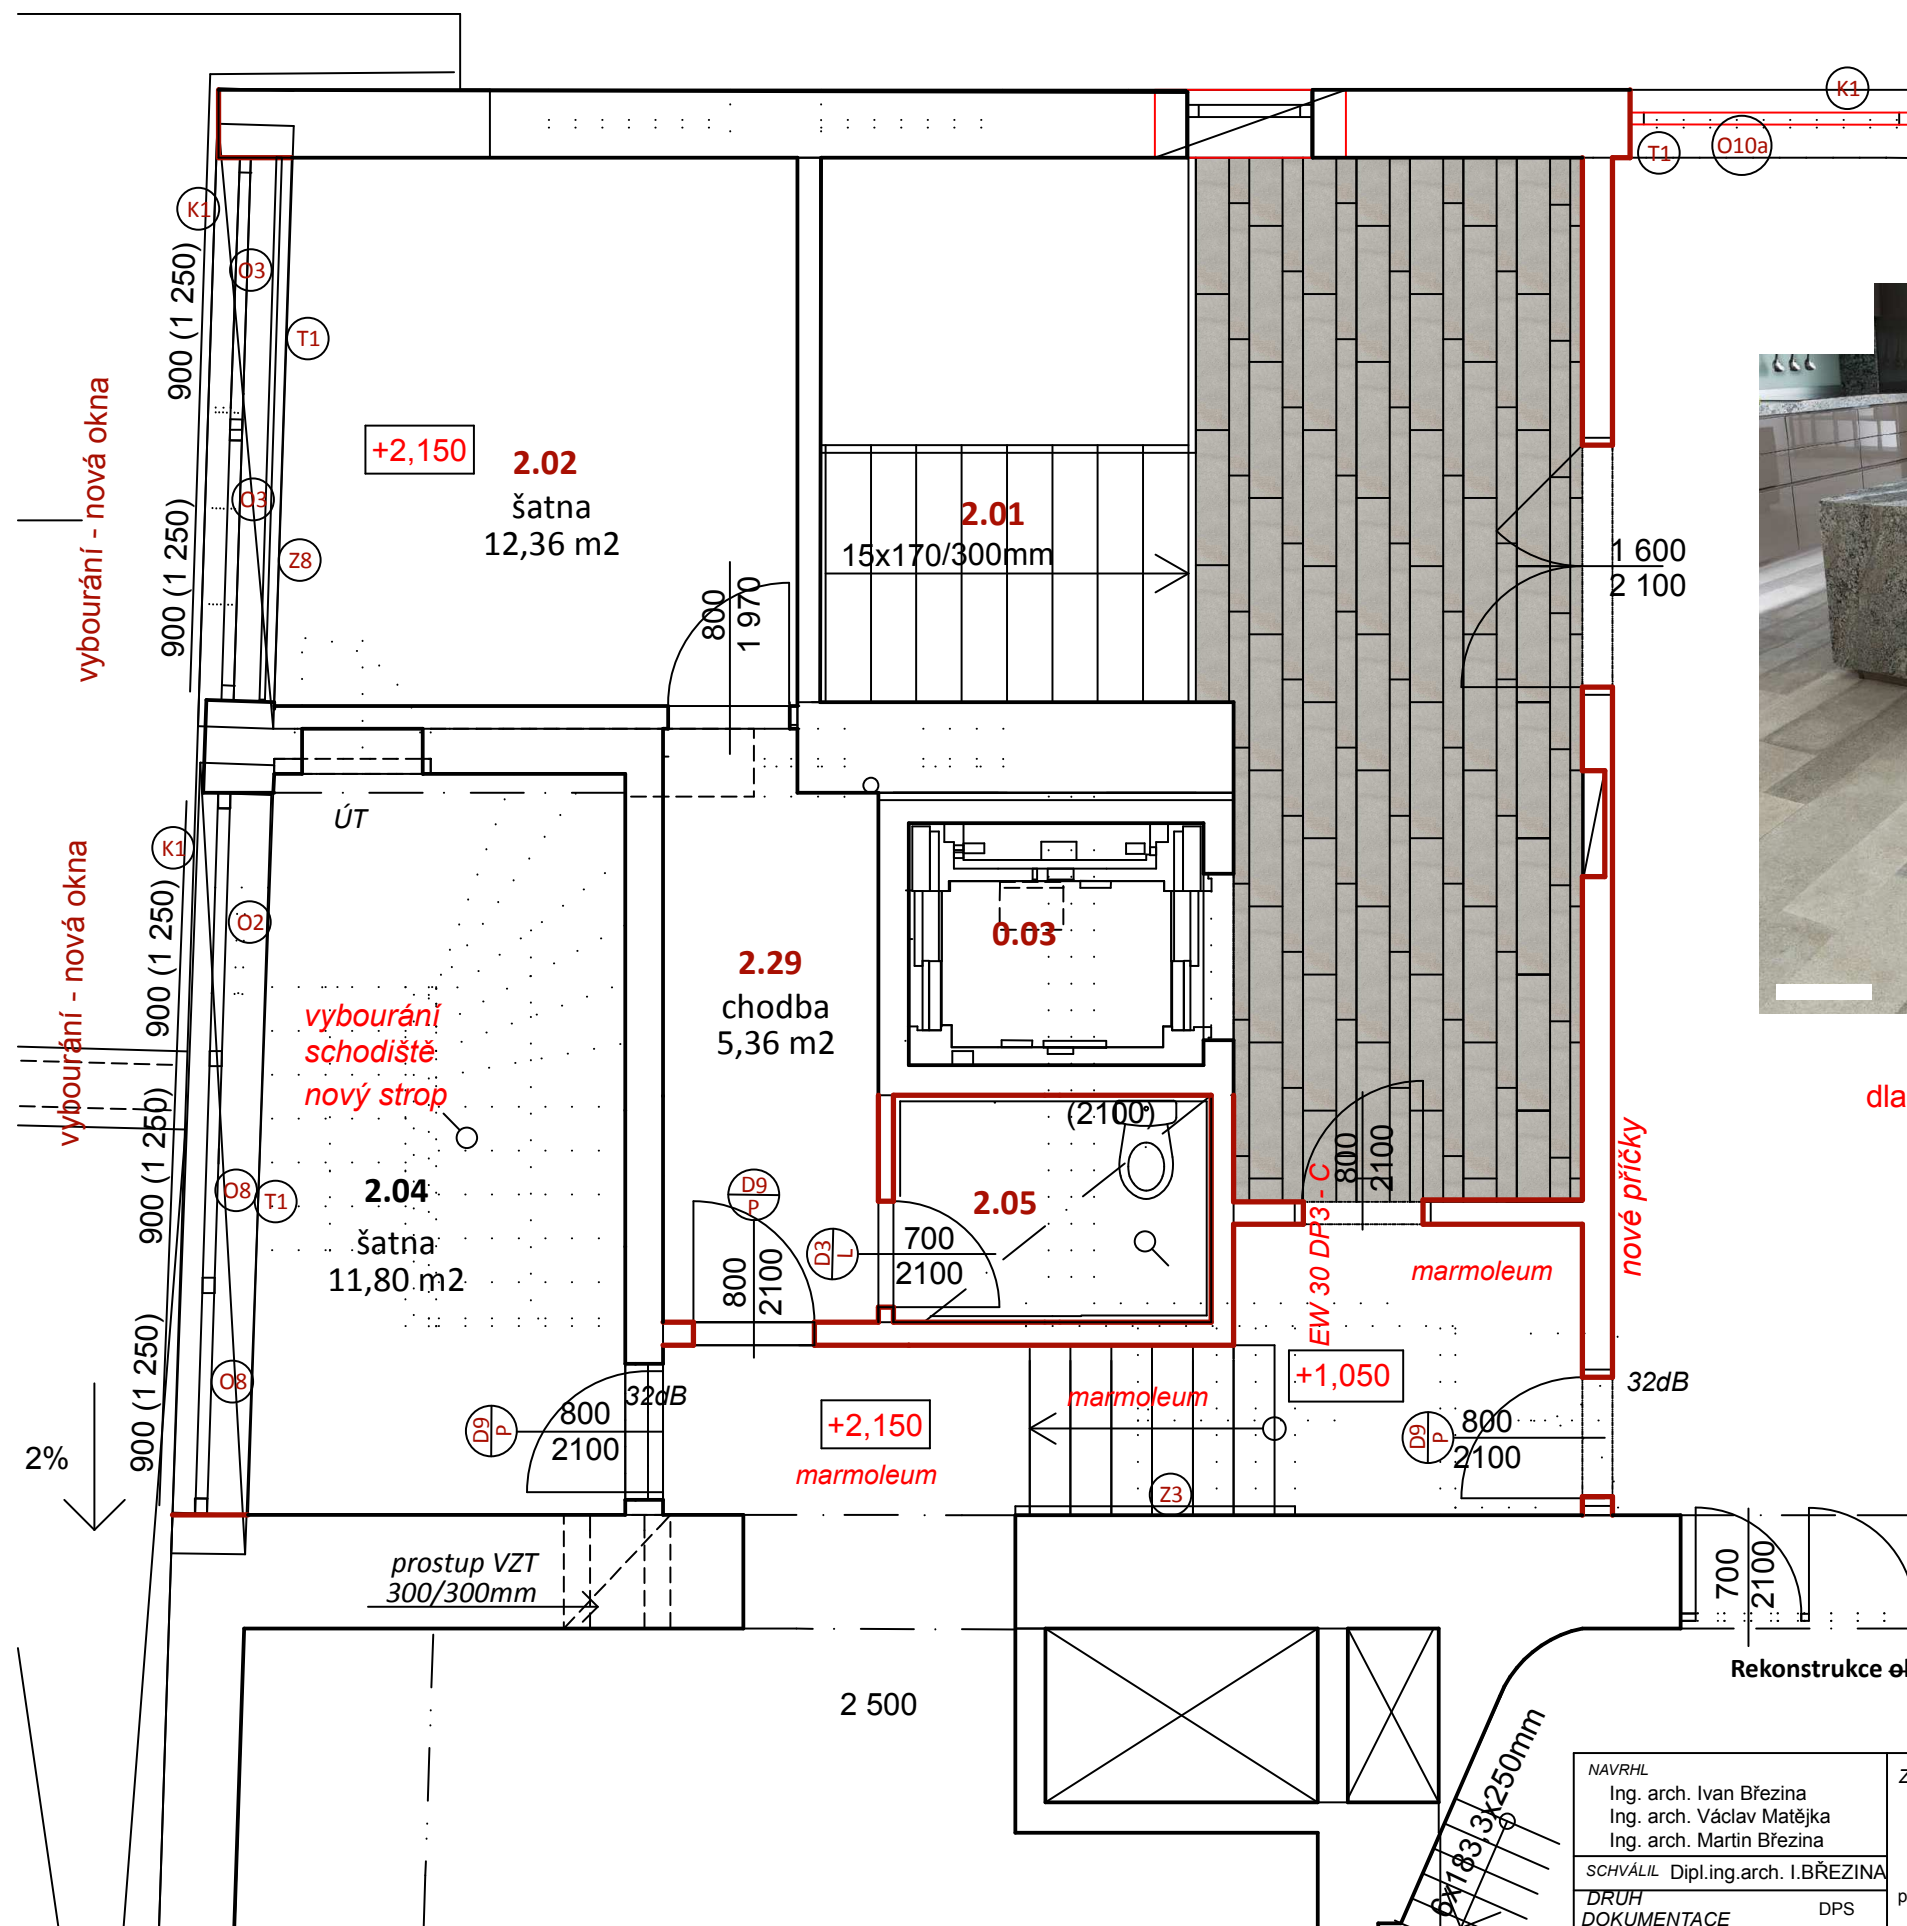 K1
T1
O10a
K1
900 (1 250)
O3
T1
vybourání - nová okna
+2,150
2.02
šatna
12,36 m2
O3
900 (1 250)
Z8
2.01
15x170/300mm
800
1 970
1 600
2 100
ÚT
K1
vybourání - nová okna
900 (1 250)
O2
0.03
2.29
chodba
5,36 m2
vybourání
schodiště
nový strop
dla
(2100)
900 (1 250)
O8
T1
2.04
šatna
11,80 m2
D9
P
800
2100
D3
L
700
2100
2.05
800
2100
EW 30 DP3 - C
marmoleum
nové příčky
900 (1 250)
O8
32dB
D9
P
800
2100
+2,150
marmoleum
marmoleum
+1,050
Z3
32dB
D9
P
800
2100
2%
prostup VZT
300/300mm
700
2100
Rekonstrukce
2 500
6x183,3x250mm
NAVRHL
Ing. arch. Ivan Březina
Ing. arch. Václav Matějka
Ing. arch. Martin Březina
SCHVÁLIL Dipl.ing.arch. I.BŘEZINA
DRUH
DOKUMENTACE
DPS